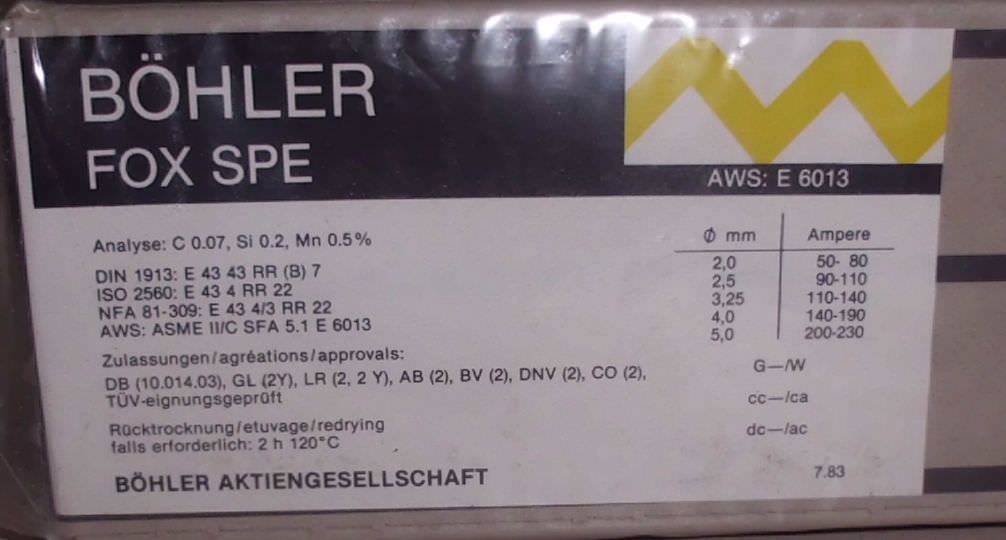 BÖHLER
FOX SPE
AWS: E 6013
Analyse: C 0.07, Si 0.2, Mn 0.5%
DIN 1913: E 43 43 RR (B) 7
ISO 2560: E 43 4 RR 22
NFA 81-309: E 43 4/3 RR 22
AWS: ASME II/C SFA 5.1 E 6013
Zulassungen/agréations/approvals:
DB (10.014.03), GL (2Y), LR (2, 2 Y), AB (2), BV (2), DNV (2), CO (2),
TÜV-eignungsgeprüft
Rücktrocknung/etuvage/redrying
falls erforderlich: 2 h 120°C
BÖHLER AKTIENGESELLSCHAFT
Ø mm Ampere
2,0 50- 80
2,5 90-110
3,25 110-140
4,0 140-190
5,0 200-230
G—/W
cc—/ca
dc—/ac
7.83